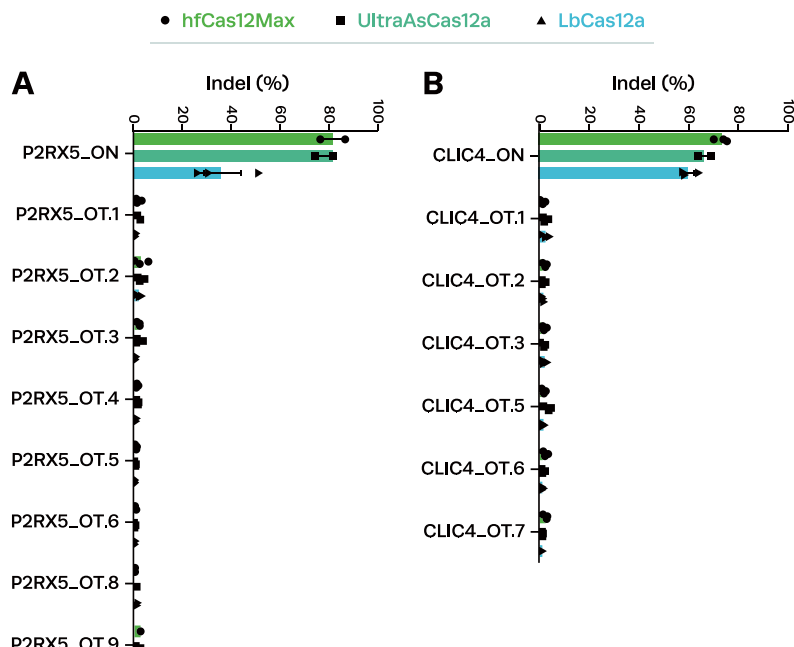 hfCas12Max UltraAsCas12a LbCas12a
A B
Indel (%) Indel (%)
0 20 40 60 80 100
0 20 40 60 80 100
P2RX5_ON
P2RX5_OT.1
P2RX5_OT.2
P2RX5_OT.3
P2RX5_OT.4
P2RX5_OT.5
P2RX5_OT.6
P2RX5_OT.8
P2RX5_OT.9
CLIC4_ON
CLIC4_OT.1
CLIC4_OT.2
CLIC4_OT.3
CLIC4_OT.5
CLIC4_OT.6
CLIC4_OT.7